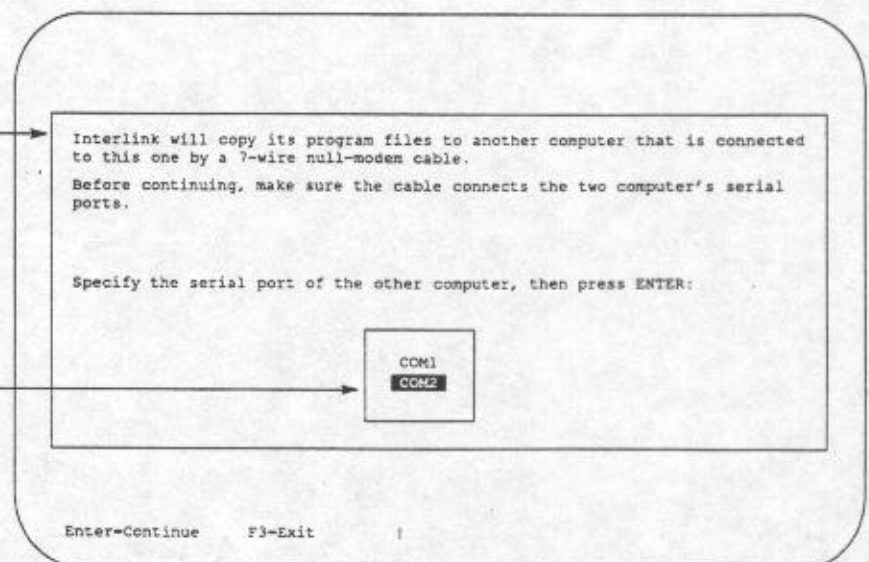 Interlink will copy its program files to another computer that is connected
to this one by a 7-wire null-modem cable.
Before continuing, make sure the cable connects the two computer's serial
ports.
Specify the serial port of the other computer, then press ENTER:
COM1
COM2
Enter=Continue F3=Exit